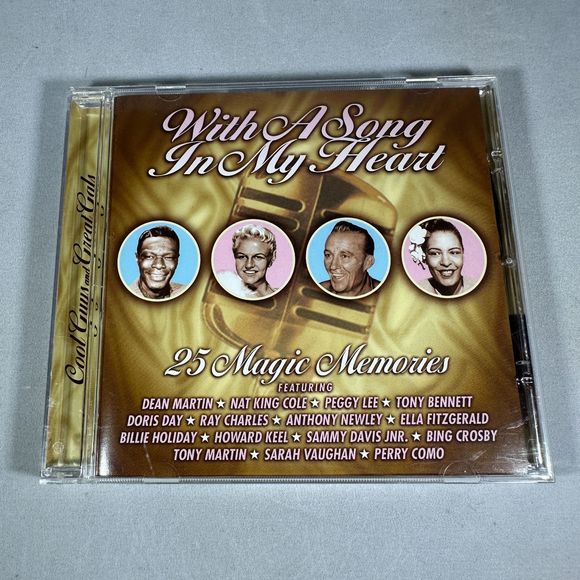 With A Song
In My Heart
25 Magic Memories
FEATURING
DEAN MARTIN ★ NAT KING COLE ★ PEGGY LEE ★ TONY BENNETT
DORIS DAY ★ RAY CHARLES ★ ANTHONY NEWLEY ★ ELLA FITZGERALD
BILLIE HOLIDAY ★ HOWARD KEEL ★ SAMMY DAVIS JNR. ★ BING CROSBY
TONY MARTIN ★ SARAH VAUGHAN ★ PERRY COMO
Cool Guys and Great Gals